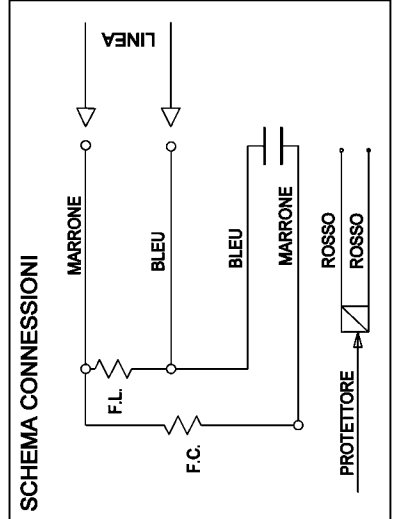 SCHEMA CONNESSIONI
LINEA
MARRONE
BLEU
F.L.
F.C.
BLEU
MARRONE
ROSSO
ROSSO
PROTETTORE